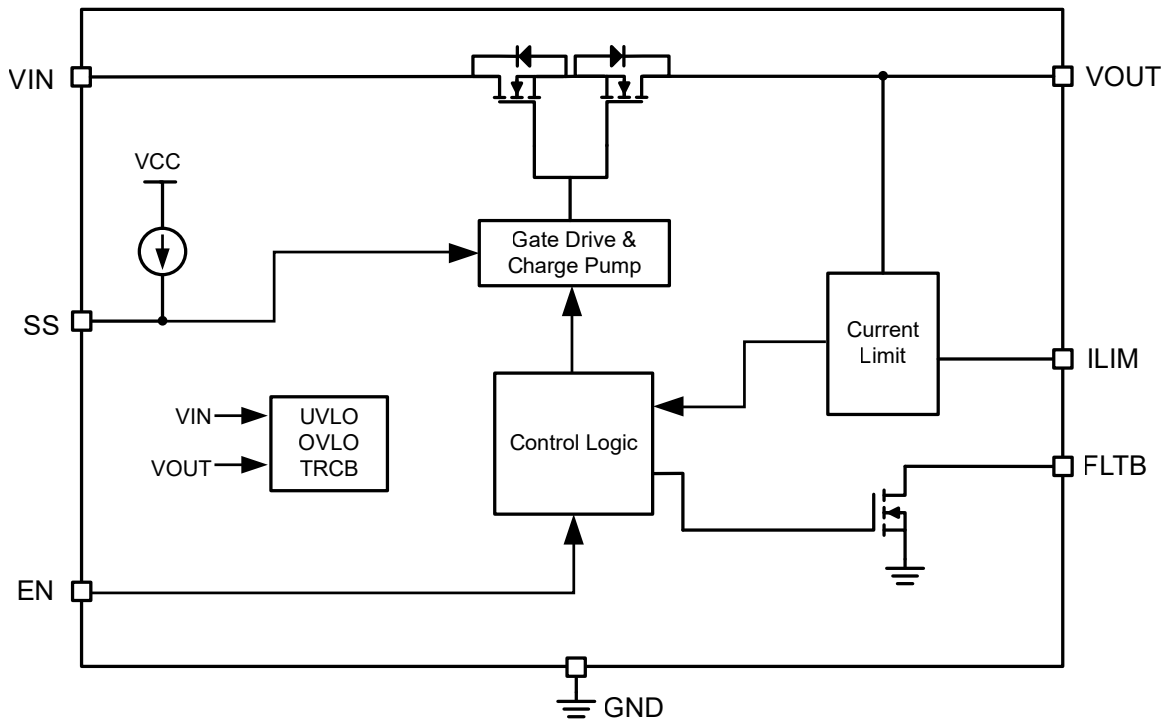 VIN
VOUT
VCC
Gate Drive &
Charge Pump
SS
Current
Limit
ILIM
VIN
UVLO
OVLO
VOUT
TRCB
Control Logic
FLTB
EN
GND